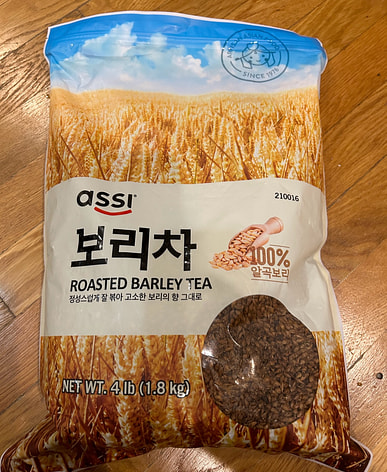 SINCE 1976
assi
210016
보리차
100%
알곡보리
ROASTED BARLEY TEA
정성스럽게 잘 볶아 고소한 보리의 향 그대로
NET WT. 4 lb (1.8 kg)